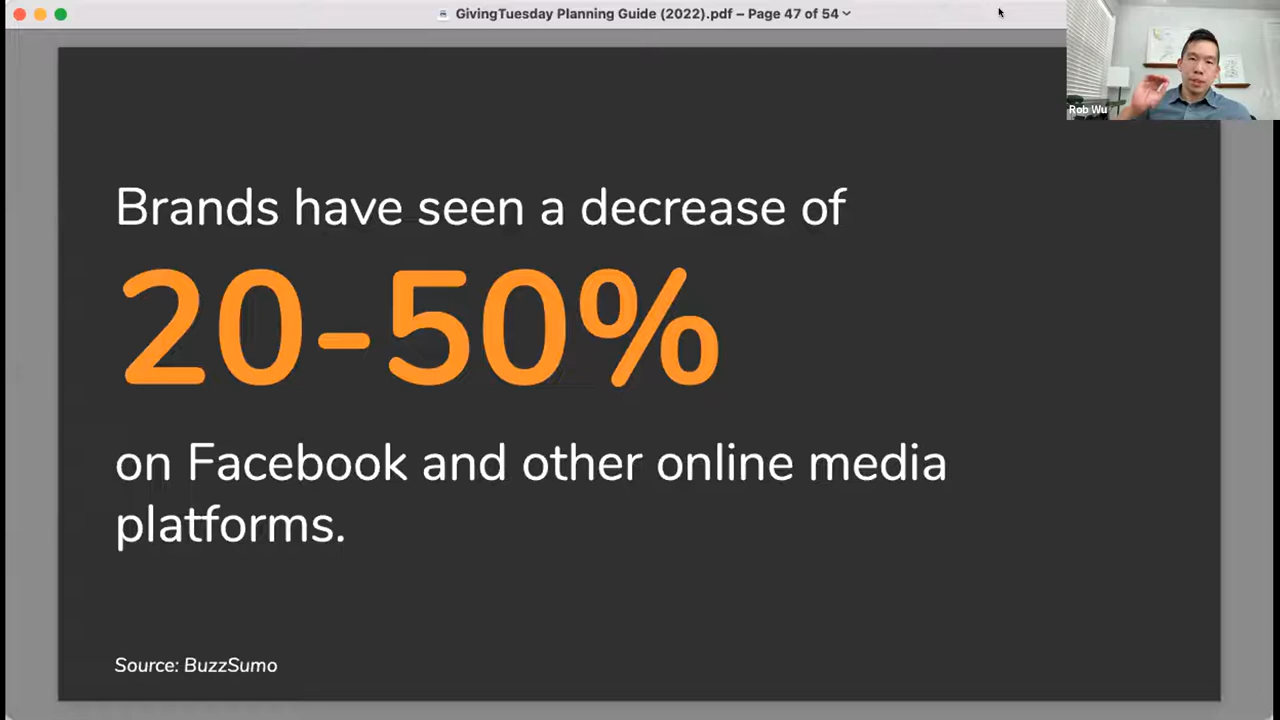 GivingTuesday Planning Guide (2022).pdf – Page 47 of 54
Rob Wu
Brands have seen a decrease of
20-50%
on Facebook and other online media
platforms.
Source: BuzzSumo